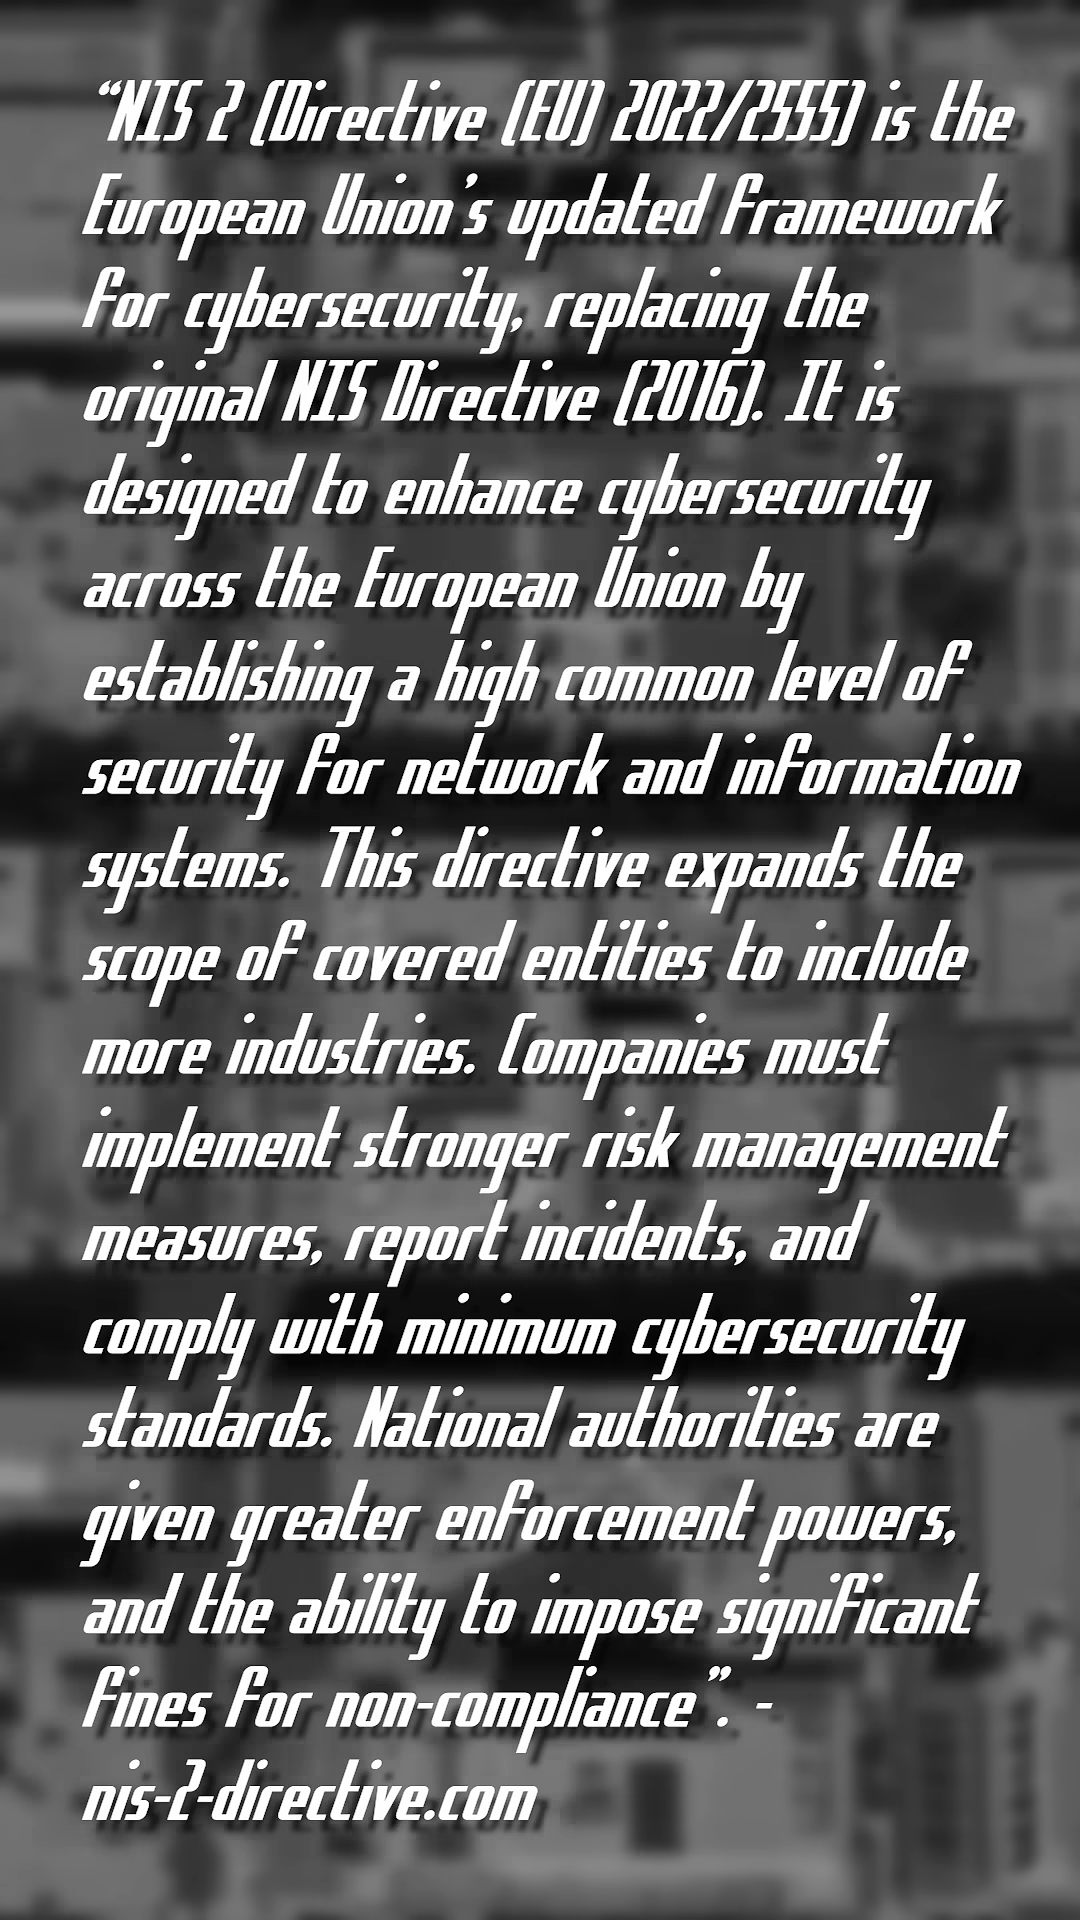 “NIS 2 (Directive (EU) 2022/2555) is the
European Union’s updated framework
for cybersecurity, replacing the
original NIS Directive (2016). It is
designed to enhance cybersecurity
across the European Union by
establishing a high common level of
security for network and information
systems. This directive expands the
scope of covered entities to include
more industries. Companies must
implement stronger risk management
measures, report incidents, and
comply with minimum cybersecurity
standards. National authorities are
given greater enforcement powers,
and the ability to impose significant
fines for non-compliance”. -
nis-2-directive.com